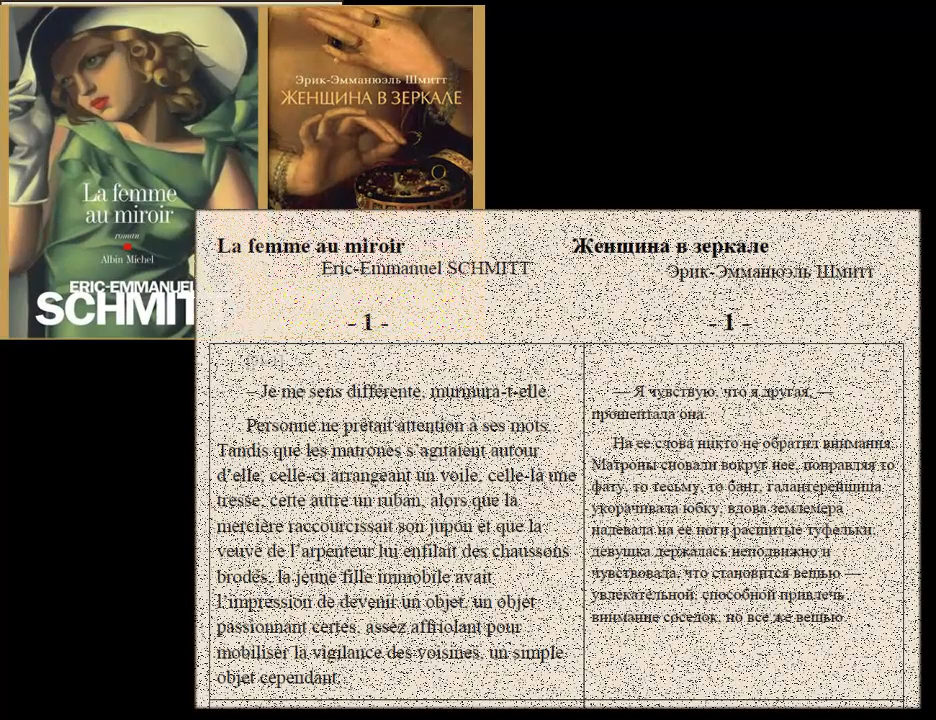 La femme
au miroir
roman
Albin Michel
ERIC-EMMANUEL
SCHMIT
Эрик-Эмманюэль Шмитт
ЖЕНЩИНА В ЗЕРКАЛЕ
La femme au miroir
Eric-Emmanuel SCHMITT
- 1 -
– Je me sens différente, murmura-t-elle.
Personne ne prêtait attention à ses mots.
Tandis que les matrones s’agitaient autour
d’elle, celle-ci arrangeant un voile, celle-là une
tresse, cette autre un ruban, alors que la
mercière raccourcissait son jupon et que la
veuve de l’arpenteur lui enfilait des chaussons
brodés, la jeune fille immobile avait
l’impression de devenir un objet, un objet
passionnant certes, assez affriolant pour
mobiliser la vigilance des voisines, un simple
objet cependant.
Женщина в зеркале
Эрик-Эмманюэль Шмитт
- 1 -
— Я чувствую, что я другая, —
прошептала она.
На ее слова никто не обратил внимания.
Матроны сновали вокруг нее, поправляя то
фату, то тесьму, то бант, галантерейщица
укорачивала юбку, вдова землемера
надевала на ее ноги расшитые туфельки,
девушка держалась неподвижно и
чувствовала, что становится вещью —
увлекательной, способной привлечь
внимание соседок, но все же вещью.